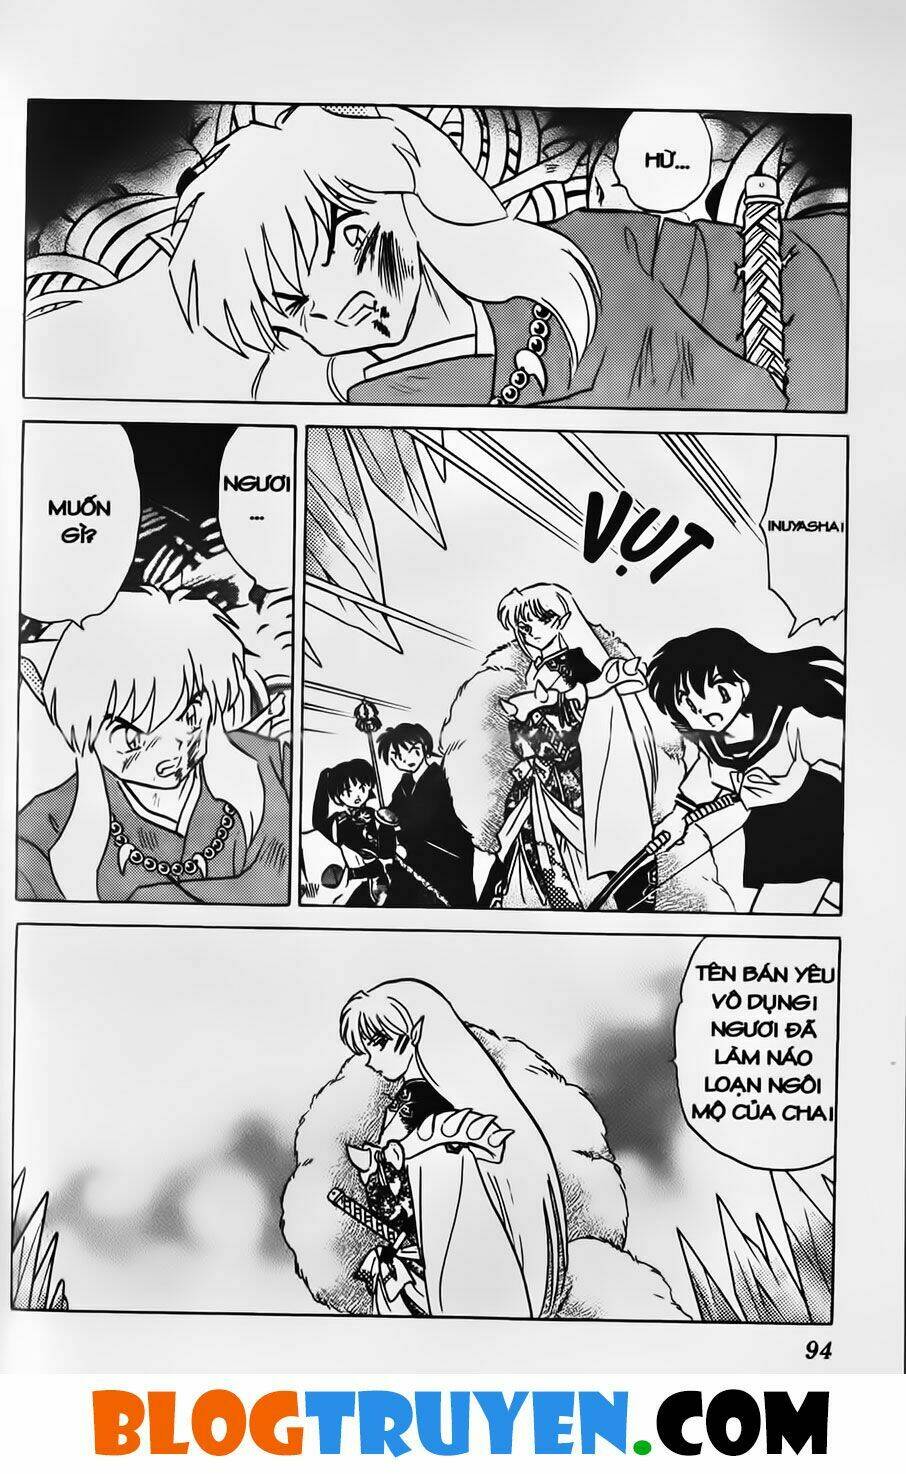 HỪ...
INUYASHA!
VỤT
NGƯƠI
...
MUỐN
GÌ?
TÊN BÁN YÊU
VÔ DỤNG!
NGƯƠI ĐÃ
LÀM NÁO
LOẠN NGÔI
MỘ CỦA CHA!
94
BLOGTRUYEN.COM